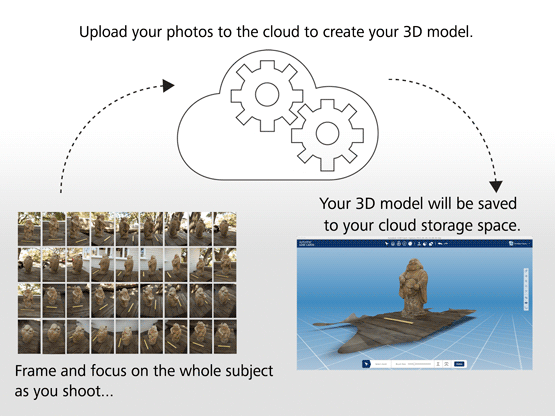 Upload your photos to the cloud to create your 3D model.
Your 3D model will be saved
to your cloud storage space.
Frame and focus on the whole subject
as you shoot...